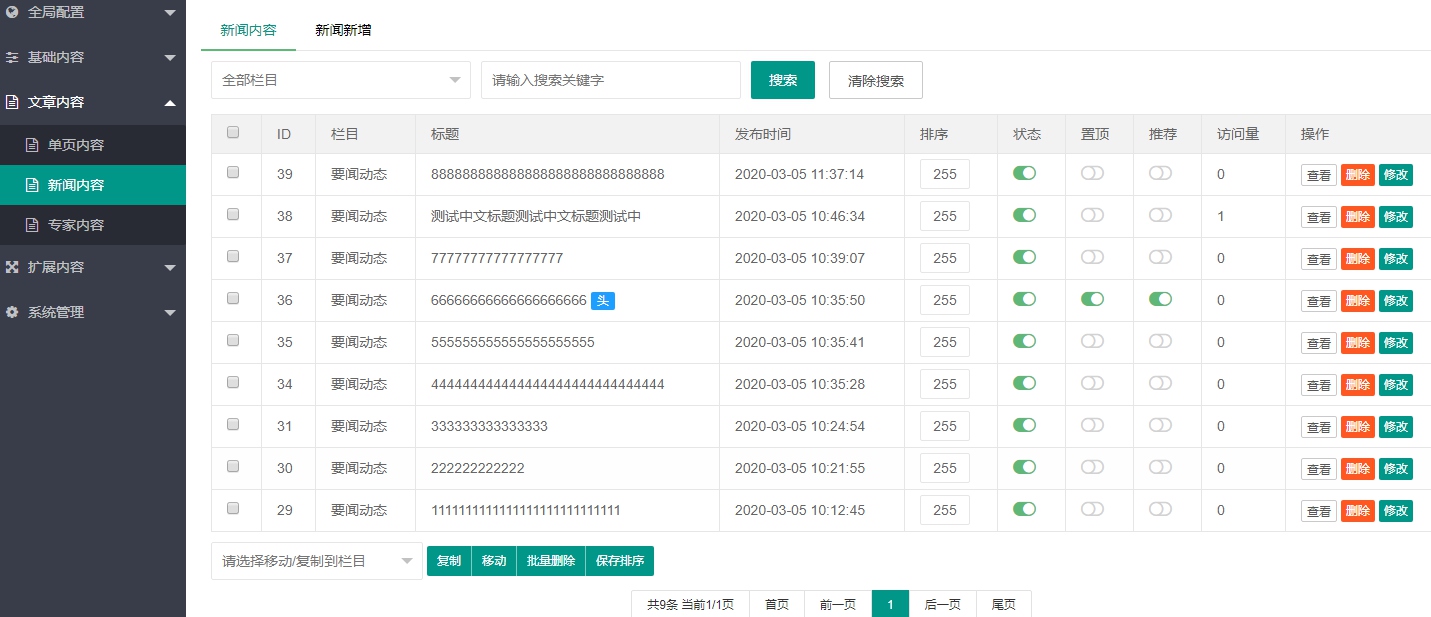 全局配置
基础内容
文章内容
单页内容
新闻内容
专家内容
扩展内容
系统管理
新闻内容 新闻新增
全部栏目 请输入搜索关键字 搜索 清除搜索
ID 栏目 标题 发布时间 排序 状态 置顶 推荐 访问量 操作
39 要闻动态 888888888888888888888888888888 2020-03-05 11:37:14 255 0 查看 删除 修改
38 要闻动态 测试中文标题测试中文标题测试中 2020-03-05 10:46:34 255 1 查看 删除 修改
37 要闻动态 77777777777777777 2020-03-05 10:39:07 255 0 查看 删除 修改
36 要闻动态 66666666666666666666 头 2020-03-05 10:35:50 255 0 查看 删除 修改
35 要闻动态 555555555555555555555 2020-03-05 10:35:41 255 0 查看 删除 修改
34 要闻动态 444444444444444444444444444444 2020-03-05 10:35:28 255 0 查看 删除 修改
31 要闻动态 333333333333333 2020-03-05 10:24:54 255 0 查看 删除 修改
30 要闻动态 222222222222 2020-03-05 10:21:55 255 0 查看 删除 修改
29 要闻动态 1111111111111111111111111111 2020-03-05 10:12:45 255 0 查看 删除 修改
请选择移动/复制到栏目 复制 移动 批量删除 保存排序
共9条 当前1/1页 首页 前一页 1 后一页 尾页